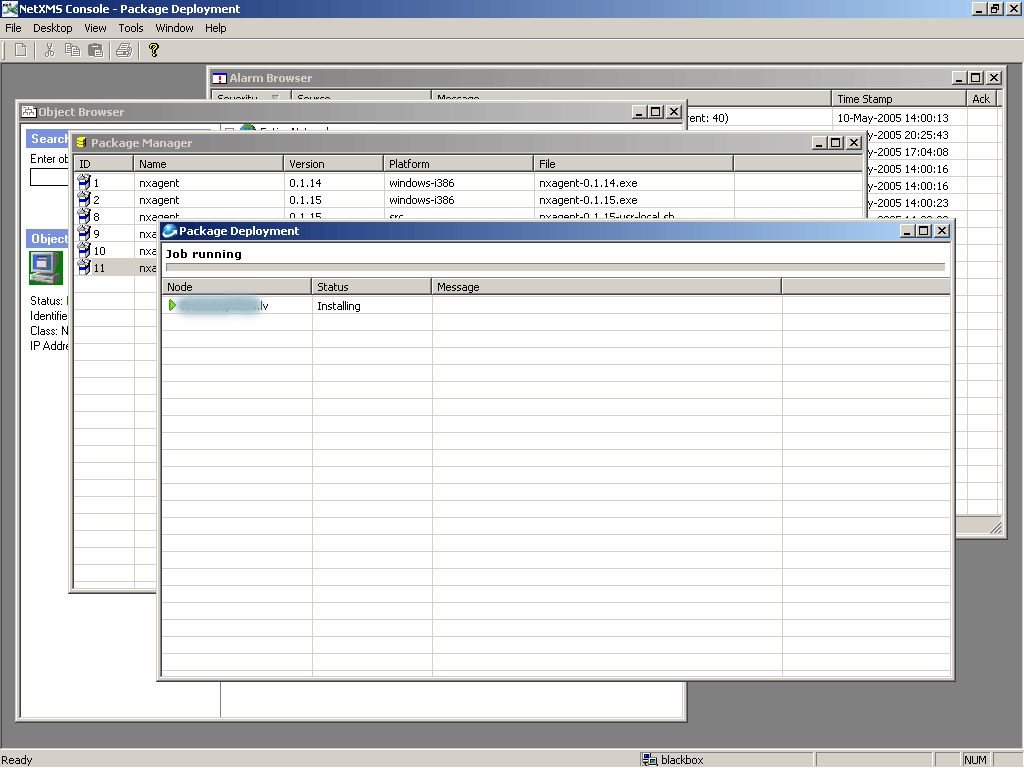 NetXMS Console - Package Deployment
File Desktop View Tools Window Help
Alarm Browser
Severity Source Message Time Stamp Ack
Object Browser
rent: 40) 10-May-2005 14:00:13
Search
y-2005 20:25:43
Package Manager
Enter ob
y-2005 17:04:08
ID Name Version Platform File
y-2005 14:00:16
1 nxagent 0.1.14 windows-i386 nxagent-0.1.14.exe
y-2005 14:00:16
2 nxagent 0.1.15 windows-i386 nxagent-0.1.15.exe
y-2005 14:00:23
8 nxagent 0.1.15 src nxagent-0.1.15-usr-local.sh
9 nxa
Package Deployment
Object
10 nxa
Job running
11 nxa
Node Status Message
Status:
.lv Installing
Identifie
Class: N
IP Addre
Ready blackbox NUM